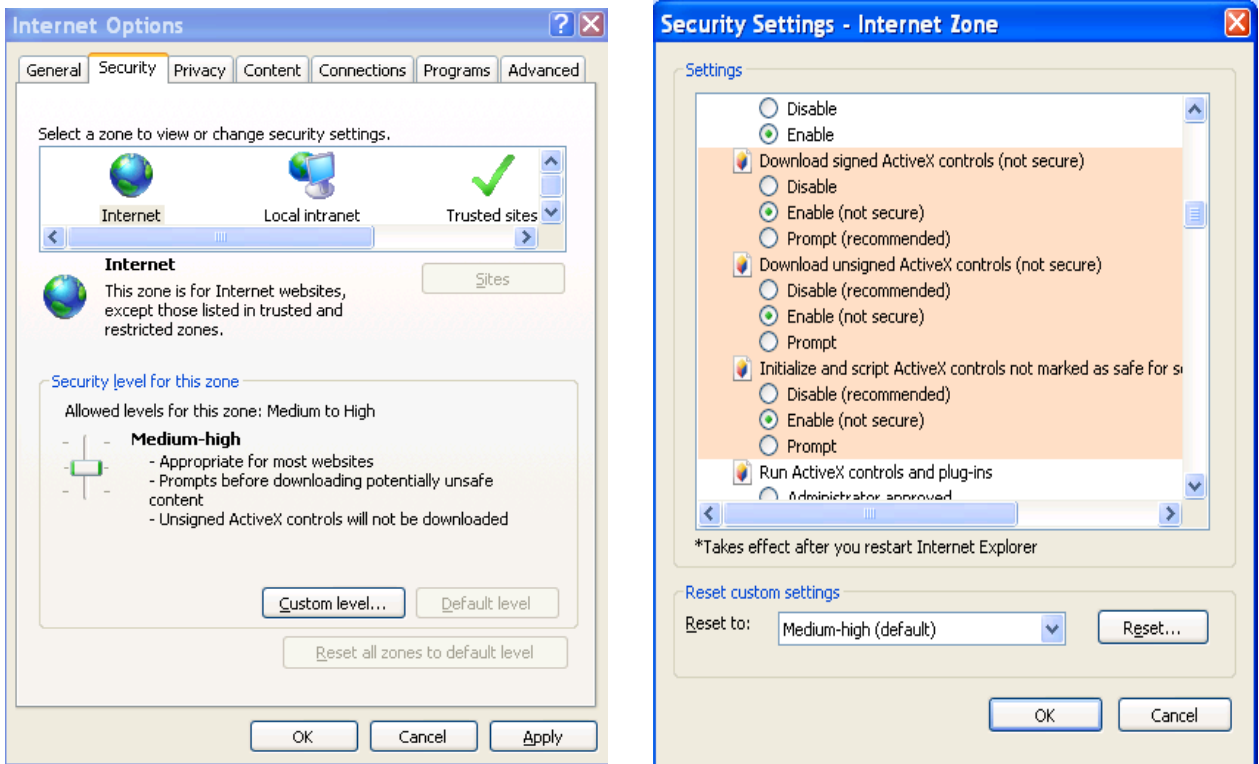 Internet Options
General Security Privacy Content Connections Programs Advanced
Select a zone to view or change security settings.
Internet Local intranet Trusted sites
Internet
Sites
This zone is for Internet websites,
except those listed in trusted and
restricted zones.
Security level for this zone
Allowed levels for this zone: Medium to High
Medium-high
- Appropriate for most websites
- Prompts before downloading potentially unsafe
content
- Unsigned ActiveX controls will not be downloaded
Custom level... Default level
Reset all zones to default level
OK Cancel Apply
Security Settings - Internet Zone
Settings
Disable
Enable
Download signed ActiveX controls (not secure)
Disable
Enable (not secure)
Prompt (recommended)
Download unsigned ActiveX controls (not secure)
Disable (recommended)
Enable (not secure)
Prompt
Initialize and script ActiveX controls not marked as safe for
Disable (recommended)
Enable (not secure)
Prompt
Run ActiveX controls and plug-ins
Administrator approved
*Takes effect after you restart Internet Explorer
Reset custom settings
Reset to: Medium-high (default) Reset...
OK Cancel